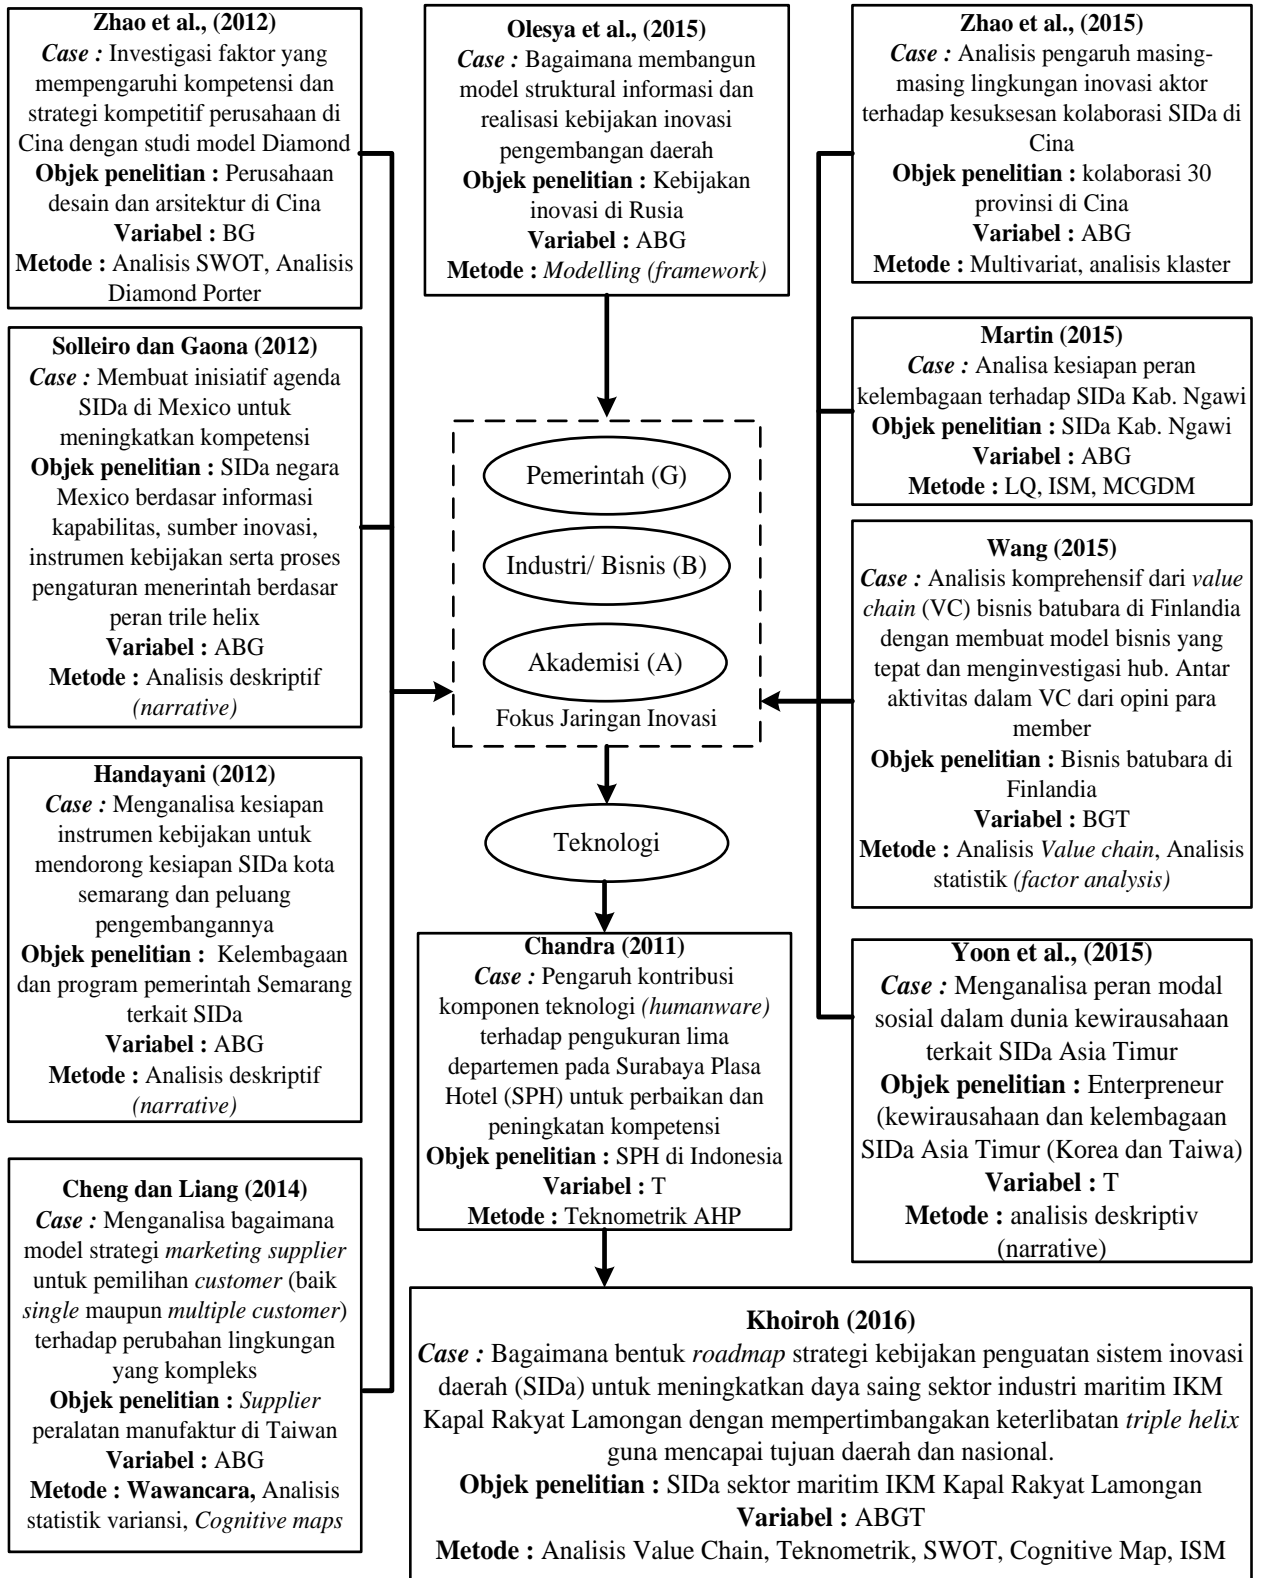 Zhao et al., (2012)
Case : Investigasi faktor yang
mempengaruhi kompetensi dan
strategi kompetitif perusahaan di
Cina dengan studi model Diamond
Objek penelitian : Perusahaan
desain dan arsitektur di Cina
Variabel : BG
Metode : Analisis SWOT, Analisis
Diamond Porter
Solleiro dan Gaona (2012)
Case : Membuat inisiatif agenda
SIDa di Mexico untuk
meningkatkan kompetensi
Objek penelitian : SIDa negara
Mexico berdasar informasi
kapabilitas, sumber inovasi,
instrumen kebijakan serta proses
pengaturan menerintah berdasar
peran trile helix
Variabel : ABG
Metode : Analisis deskriptif
(narrative)
Handayani (2012)
Case : Menganalisa kesiapan
instrumen kebijakan untuk
mendorong kesiapan SIDa kota
semarang dan peluang
pengembangannya
Objek penelitian : Kelembagaan
dan program pemerintah Semarang
terkait SIDa
Variabel : ABG
Metode : Analisis deskriptif
(narrative)
Cheng dan Liang (2014)
Case : Menganalisa bagaimana
model strategi marketing supplier
untuk pemilihan customer (baik
single maupun multiple customer)
terhadap perubahan lingkungan
yang kompleks
Objek penelitian : Supplier
peralatan manufaktur di Taiwan
Variabel : ABG
Metode : Wawancara, Analisis
statistik variansi, Cognitive maps
Olesya et al., (2015)
Case : Bagaimana membangun
model struktural informasi dan
realisasi kebijakan inovasi
pengembangan daerah
Objek penelitian : Kebijakan
inovasi di Rusia
Variabel : ABG
Metode : Modelling (framework)
Pemerintah (G)
Industri/ Bisnis (B)
Akademisi (A)
Fokus Jaringan Inovasi
Teknologi
Chandra (2011)
Case : Pengaruh kontribusi
komponen teknologi (humanware)
terhadap pengukuran lima
departemen pada Surabaya Plasa
Hotel (SPH) untuk perbaikan dan
peningkatan kompetensi
Objek penelitian : SPH di Indonesia
Variabel : T
Metode : Teknometrik AHP
Zhao et al., (2015)
Case : Analisis pengaruh masing-
masing lingkungan inovasi aktor
terhadap kesuksesan kolaborasi SIDa di
Cina
Objek penelitian : kolaborasi 30
provinsi di Cina
Variabel : ABG
Metode : Multivariat, analisis klaster
Martin (2015)
Case : Analisa kesiapan peran
kelembagaan terhadap SIDa Kab. Ngawi
Objek penelitian : SIDa Kab. Ngawi
Variabel : ABG
Metode : LQ, ISM, MCGDM
Wang (2015)
Case : Analisis komprehensif dari value
chain (VC) bisnis batubara di Finlandia
dengan membuat model bisnis yang
tepat dan menginvestigasi hub. Antar
aktivitas dalam VC dari opini para
member
Objek penelitian : Bisnis batubara di
Finlandia
Variabel : BGT
Metode : Analisis Value chain, Analisis
statistik (factor analysis)
Yoon et al., (2015)
Case : Menganalisa peran modal
sosial dalam dunia kewirausahaan
terkait SIDa Asia Timur
Objek penelitian : Enterpreneur
(kewirausahaan dan kelembagaan
SIDa Asia Timur (Korea dan Taiwa)
Variabel : T
Metode : analisis deskriptiv
(narrative)
Khoiroh (2016)
Case : Bagaimana bentuk roadmap strategi kebijakan penguatan sistem inovasi
daerah (SIDa) untuk meningkatkan daya saing sektor industri maritim IKM
Kapal Rakyat Lamongan dengan mempertimbangakan keterlibatan triple helix
guna mencapai tujuan daerah dan nasional.
Objek penelitian : SIDa sektor maritim IKM Kapal Rakyat Lamongan
Variabel : ABGT
Metode : Analisis Value Chain, Teknometrik, SWOT, Cognitive Map, ISM